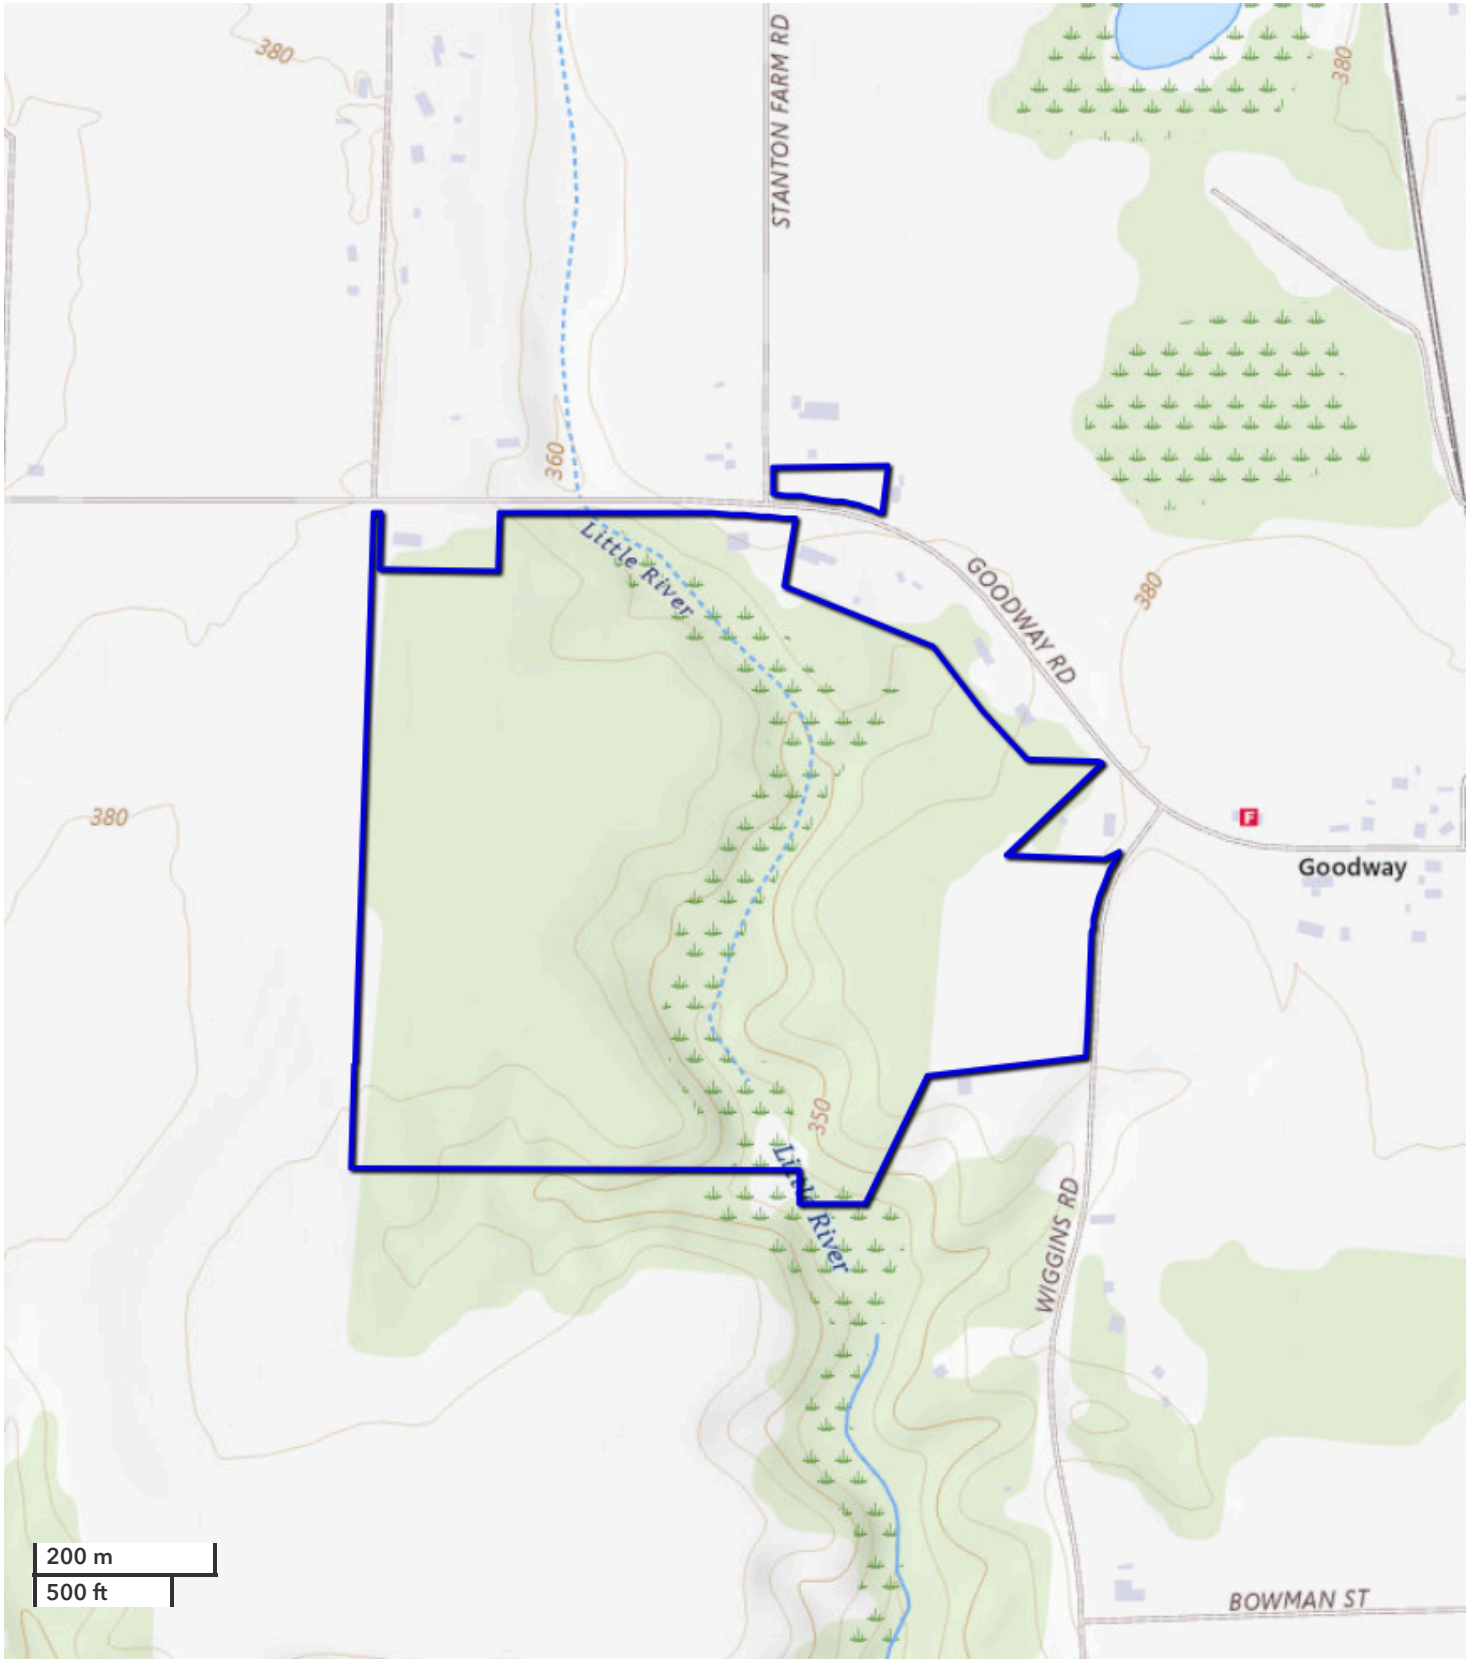 380
STANTON FARM RD
380
360
Little River
GOODWAY RD
380
380
F
Goodway
350
Little River
WIGGINS RD
200 m
500 ft
BOWMAN ST